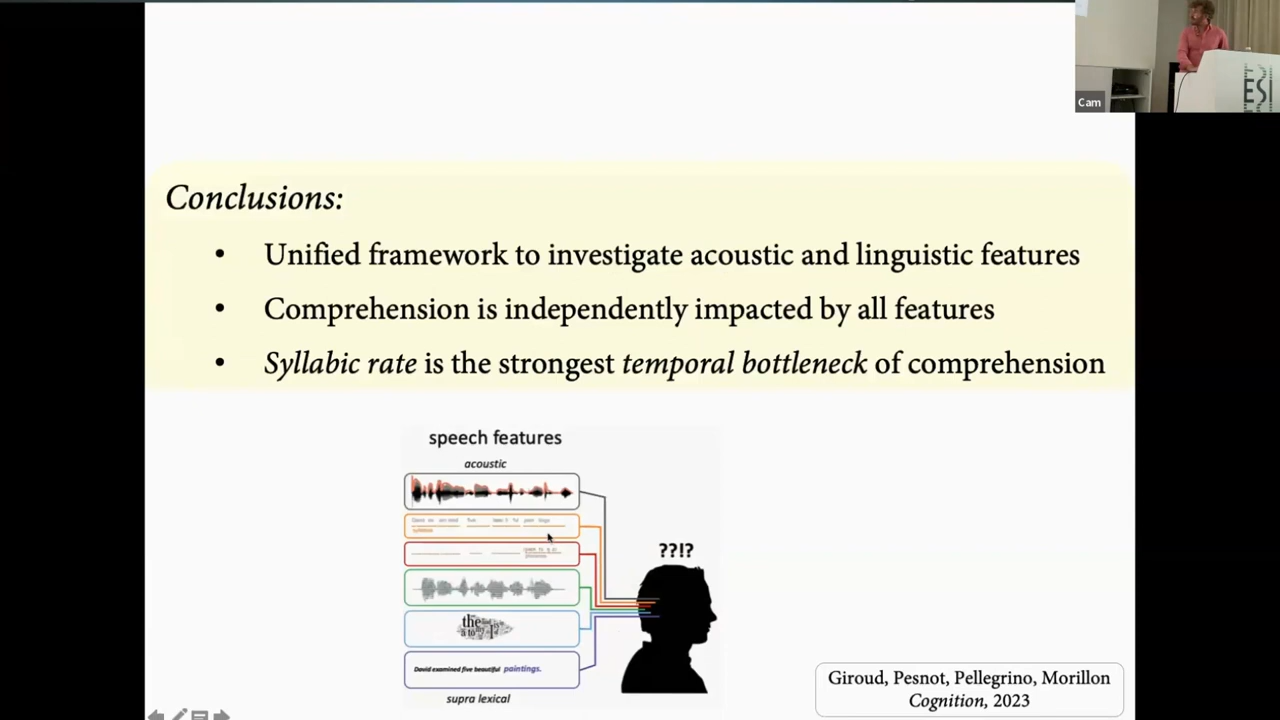 Cam
ESI
Conclusions:
• Unified framework to investigate acoustic and linguistic features
• Comprehension is independently impacted by all features
• Syllabic rate is the strongest temporal bottleneck of comprehension
speech features
acoustic
??!?
the
David examined five beautiful paintings.
supra lexical
Giroud, Pesnot, Pellegrino, Morillon
Cognition, 2023